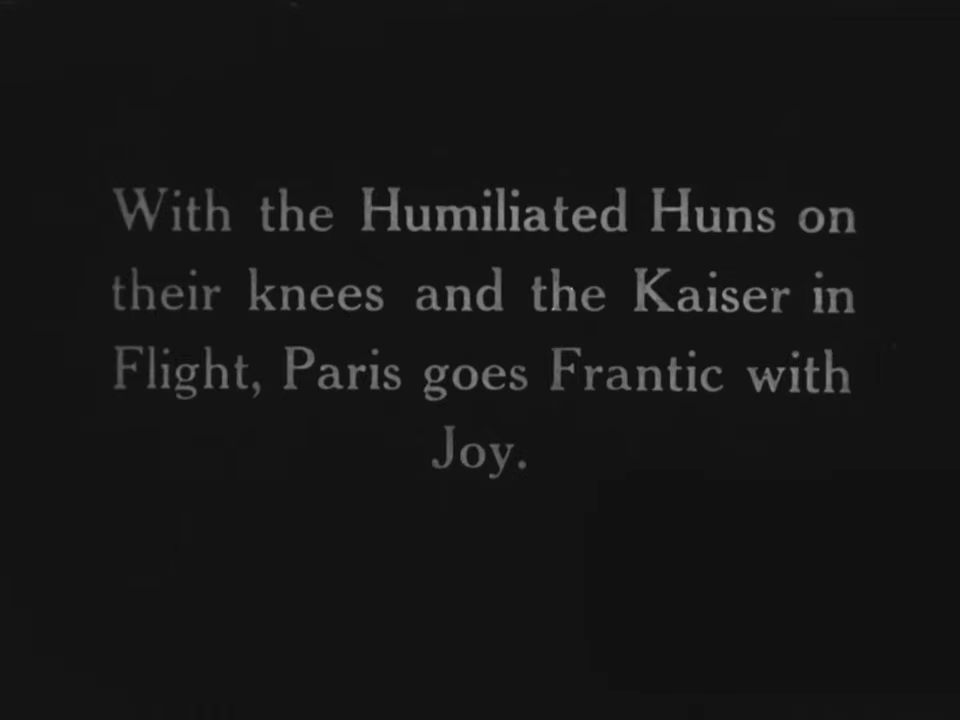 With the Humiliated Huns on
their knees and the Kaiser in
Flight, Paris goes Frantic with
Joy.